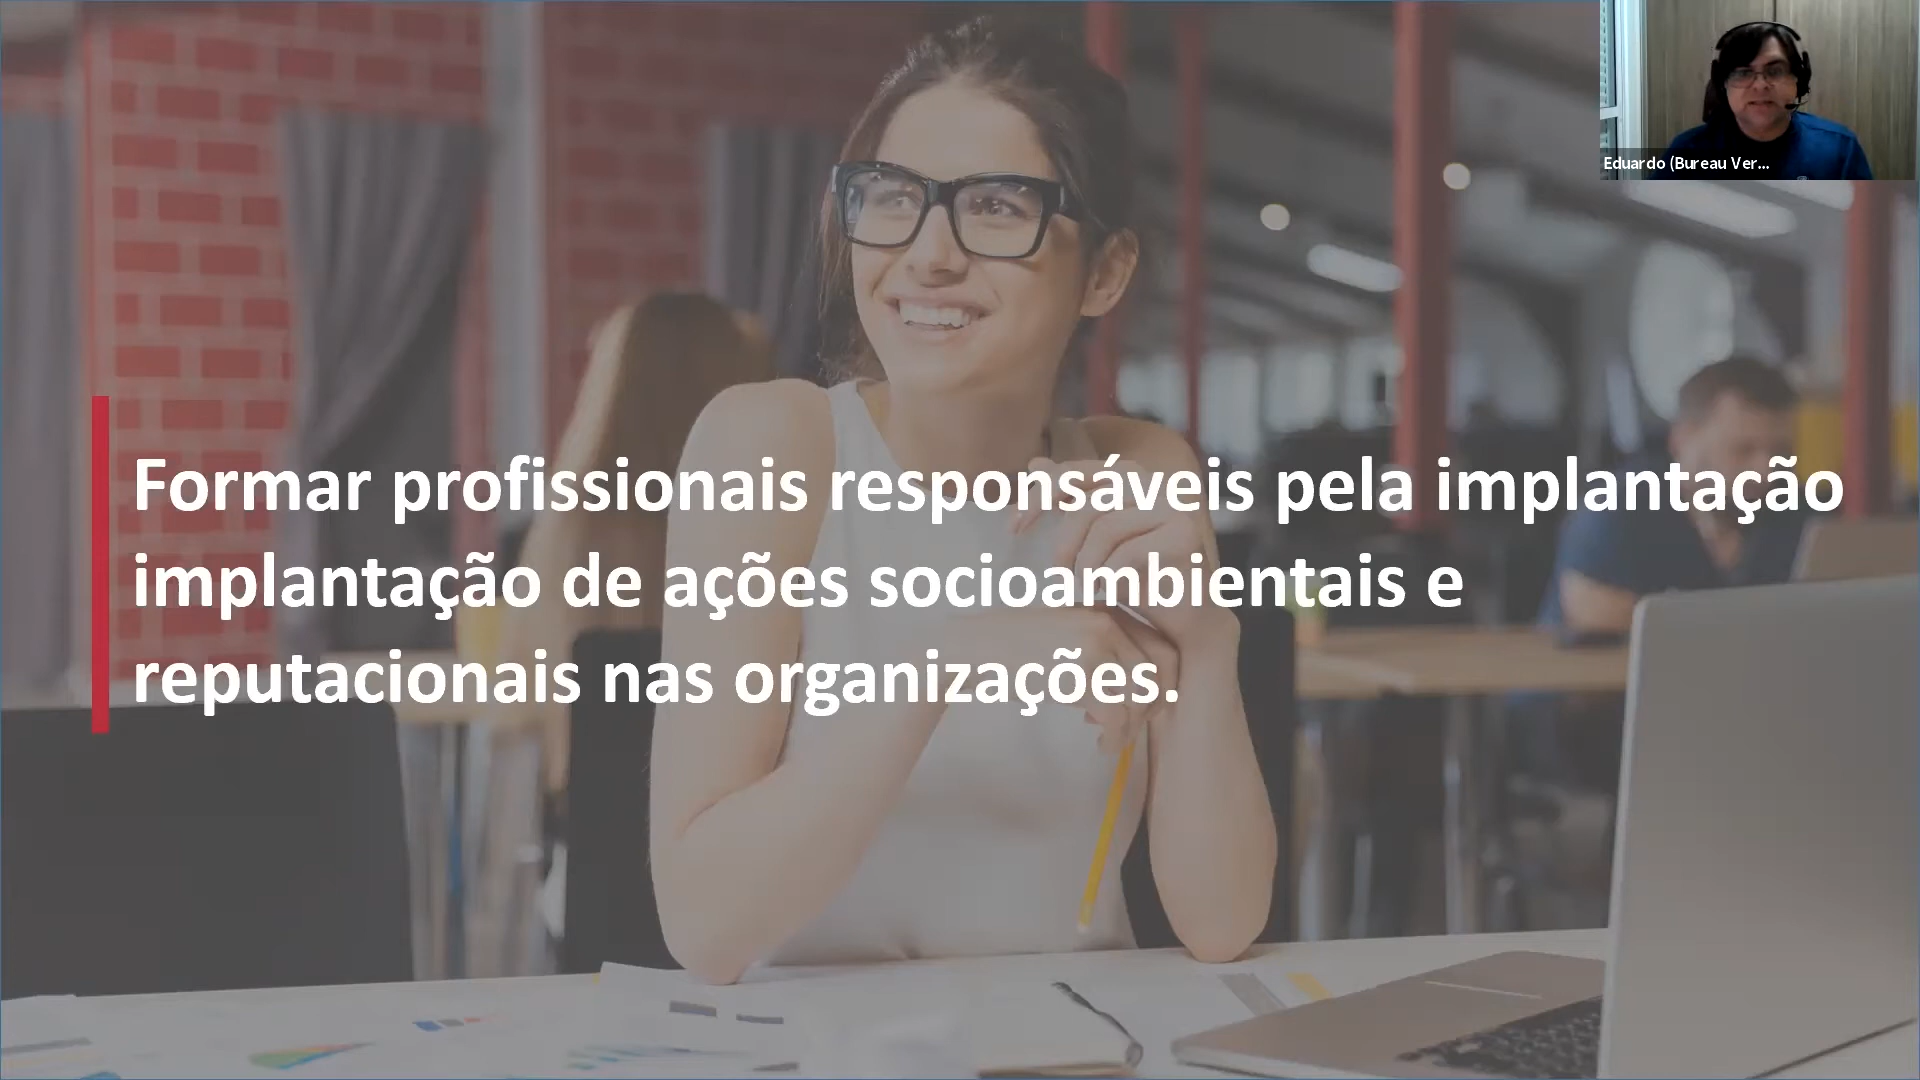 Eduardo (Bureau Ver...
Formar profissionais responsáveis pela implantação
implantação de ações socioambientais e
reputacionais nas organizações.